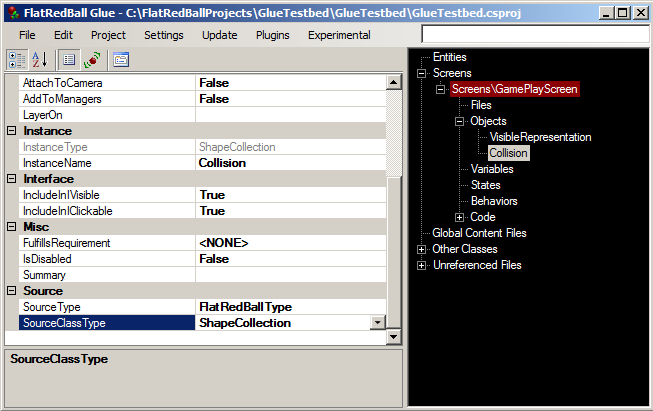 FlatRedBall Glue - C:\FlatRedBallProjects\GlueTestbed\GlueTestbed\GlueTestbed.csproj
File Edit Project Settings Update Plugins Experimental
AttachToCamera False
AddToManagers False
LayerOn
Instance
InstanceType ShapeCollection
InstanceName Collision
Interface
IncludeInIVisible True
IncludeInIClickable True
Misc
FulfillsRequirement <NONE>
IsDisabled False
Summary
Source
SourceType FlatRedBallType
SourceClassType ShapeCollection
SourceClassType
Entities
Screens
Screens\GamePlayScreen
Files
Objects
VisibleRepresentation
Collision
Variables
States
Behaviors
Code
Global Content Files
Other Classes
Unreferenced Files